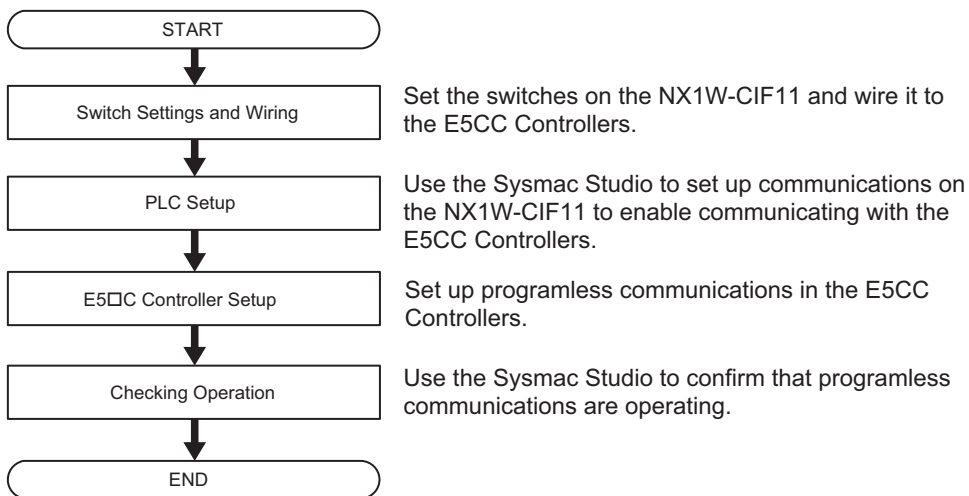 START
Switch Settings and Wiring
Set the switches on the NX1W-CIF11 and wire it to
the E5CC Controllers.
PLC Setup
Use the Sysmac Studio to set up communications on
the NX1W-CIF11 to enable communicating with the
E5CC Controllers.
E5□C Controller Setup
Set up programless communications in the E5CC
Controllers.
Checking Operation
Use the Sysmac Studio to confirm that programless
communications are operating.
END